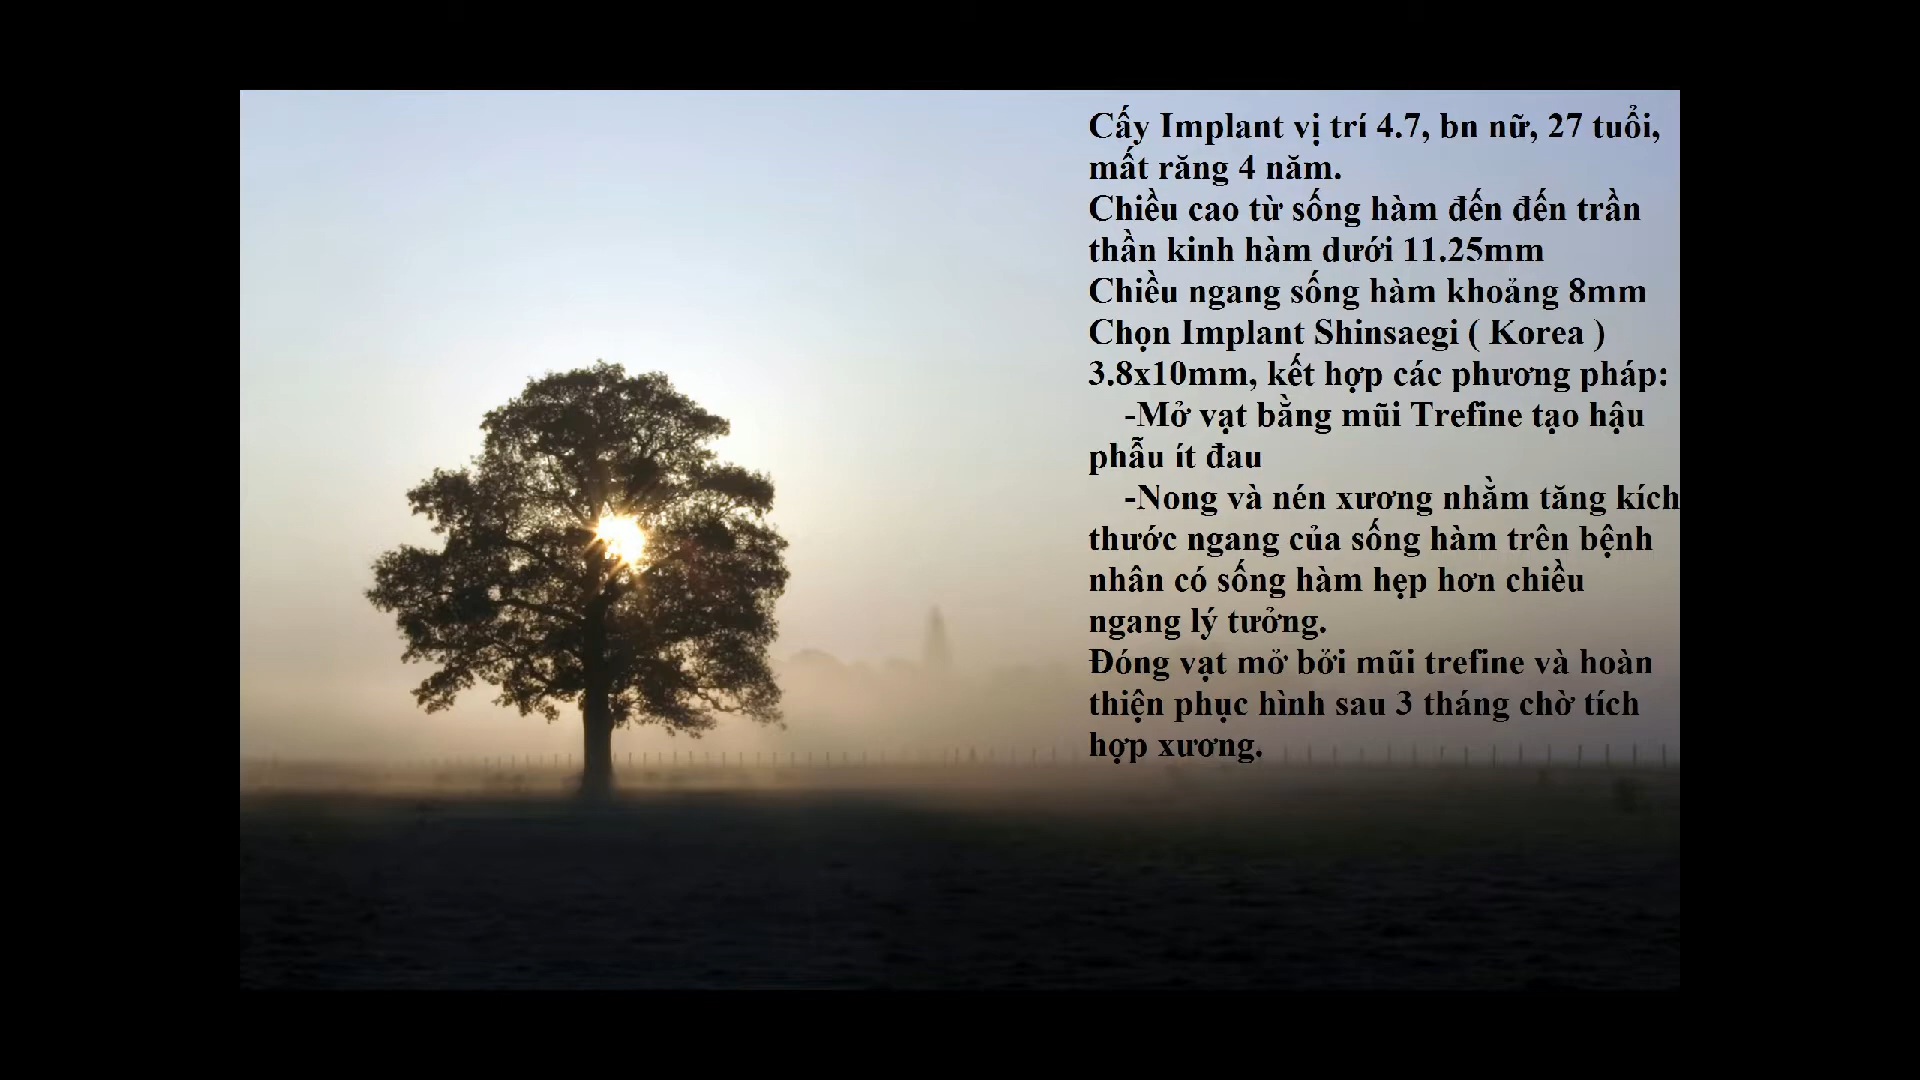 Cấy Implant vị trí 4.7, bn nữ, 27 tuổi,
mất răng 4 năm.
Chiều cao từ sống hàm đến đến trần
thần kinh hàm dưới 11.25mm
Chiều ngang sống hàm khoảng 8mm
Chọn Implant Shinsaegi ( Korea )
3.8x10mm, kết hợp các phương pháp:
-Mở vạt bằng mũi Trefine tạo hậu
phẫu ít đau
-Nong và nén xương nhằm tăng kích
thước ngang của sống hàm trên bệnh
nhân có sống hàm hẹp hơn chiều
ngang lý tưởng.
Đóng vạt mở bởi mũi trefine và hoàn
thiện phục hình sau 3 tháng chờ tích
hợp xương.